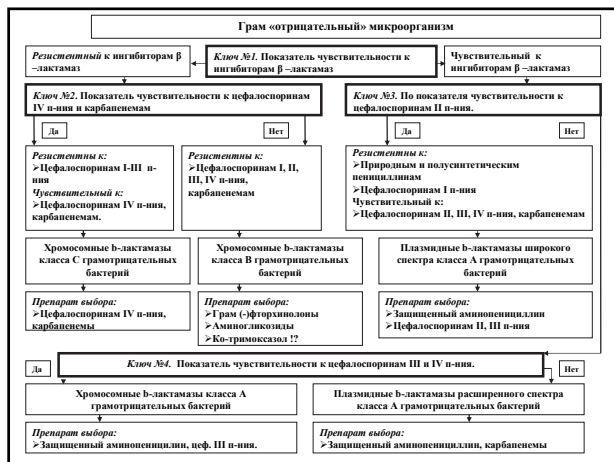 Грам «отрицательный» микроорганизм
Резистентный к ингибиторам β
–лактамаз
Ключ №1. Показатель чувствительности к
ингибиторам β –лактамаз
Чувствительный к
ингибиторам β –лактамаз
Ключ №2. Показатель чувствительности к цефалоспоринам
IV п-ния и карбапенемам
Ключ №3. По показателя чувствительности к
цефалоспоринам II п-ния.
Да
Нет
Да
Резистентны к:
➢Цефалоспоринам I-III п-
ния
Чувствительный к:
➢Цефалоспоринам IV п-ния,
карбапенемам.
Резистентны к:
➢Цефалоспоринам I, II,
III, IV п-ния,
карбапенемам
Резистентны к:
➢Природным и полусинтетическим
пенициллинам
➢Цефалоспоринам I п-ния
Чувствительны к:
➢Цефалоспоринам II, III, IV п-ния, карбапенемам
Хромосомные b-лактамазы
класса С грамотрицательных
бактерий
Хромосомные b-лактамазы
класса В грамотрицательных
бактерий
Плазмидные b-лактамазы широкого
спектра класса А грамотрицательных
бактерий
Препарат выбора:
➢Цефалоспорины IV п-ния,
карбапенемы
Препарат выбора:
➢Грам (-)фторхинолоны
➢Аминогликозиды
➢Ко-тримоксазол !?
Препарат выбора:
➢Защищенный аминопенициллин
➢Цефалоспоринам II, III п-ния
Да
Ключ №4. Показатель чувствительности к цефалоспоринам III и IV п-ния.
Нет
Хромосомные b-лактамазы класса А
грамотрицательных бактерий
Плазмидные b-лактамазы расширенного спектра
класса А грамотрицательных бактерий
Препарат выбора:
➢Защищенный аминопеницилин, цеф. III п-ния.
Препарат выбора:
➢Защищенный аминопенициллин, карбапенемы